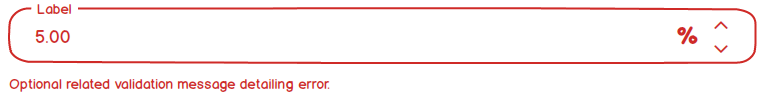 Label
5.00 %
Optional related validation message detailing error.